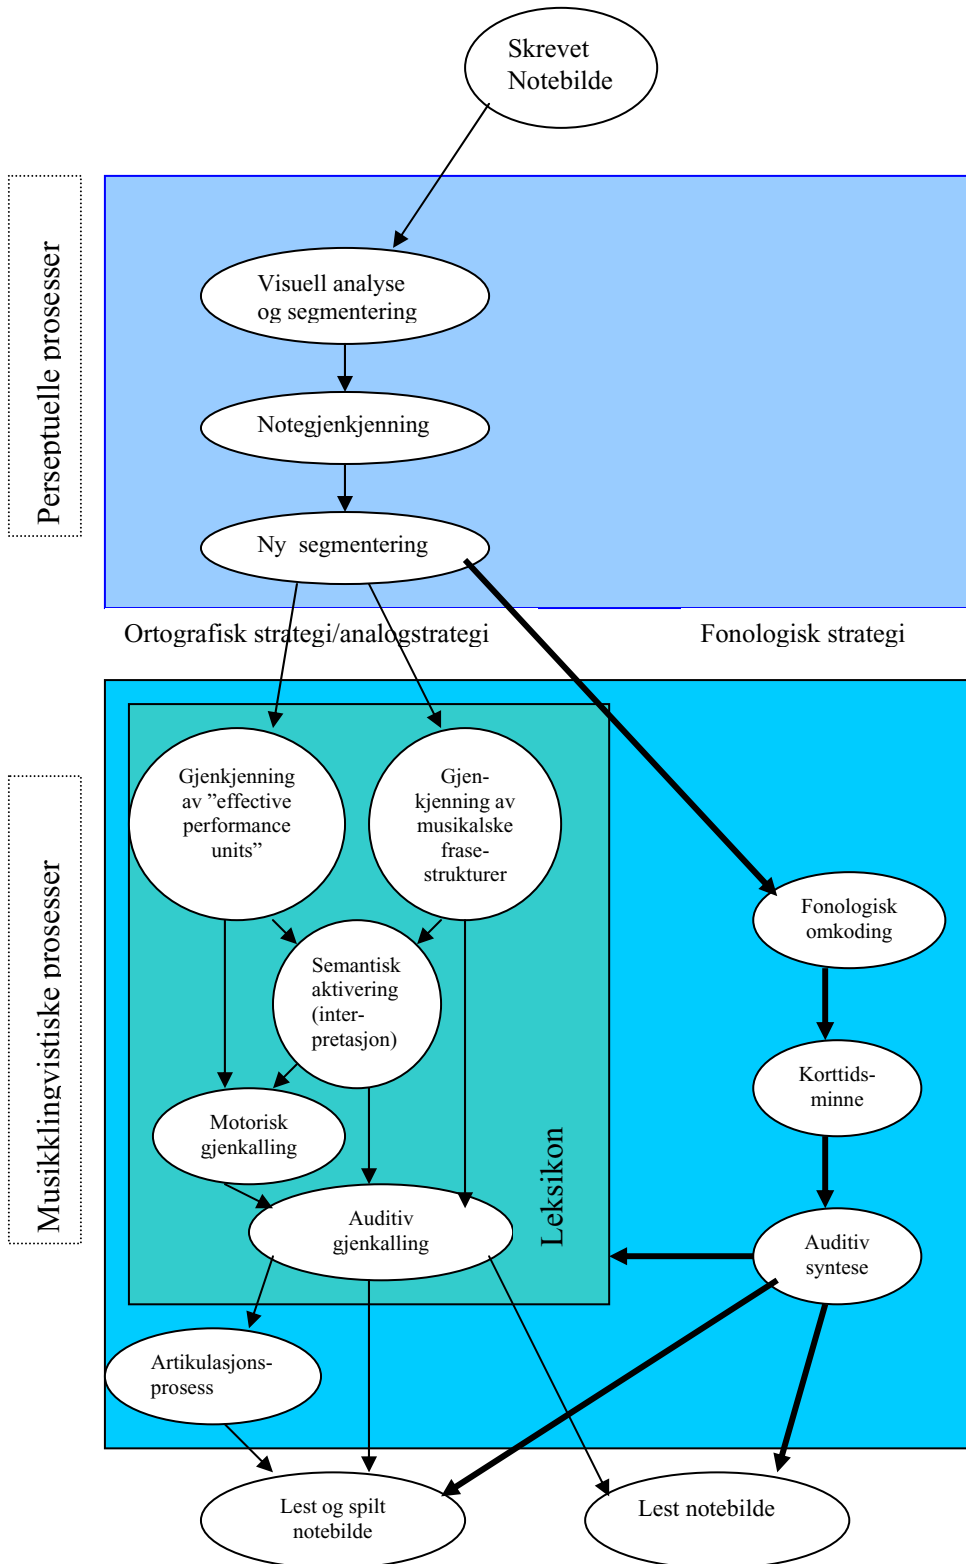 Skrevet
Notebilde
Perseptuelle prosesser
Visuell analyse
og segmentering
Notegjenkjenning
Ny segmentering
Ortografisk strategi/analogstrategi
Fonologisk strategi
Musikklingvistiske prosesser
Gjenkjenning
av ”effective
performance
units”
Gjen-
kjenning av
musikalske
frase-
strukturer
Fonologisk
omkoding
Semantisk
aktivering
(inter-
pretasjon)
Korttids-
minne
Motorisk
gjenkalling
Leksikon
Auditiv
gjenkalling
Auditiv
syntese
Artikulasjons-
prosess
Lest og spilt
notebilde
Lest notebilde